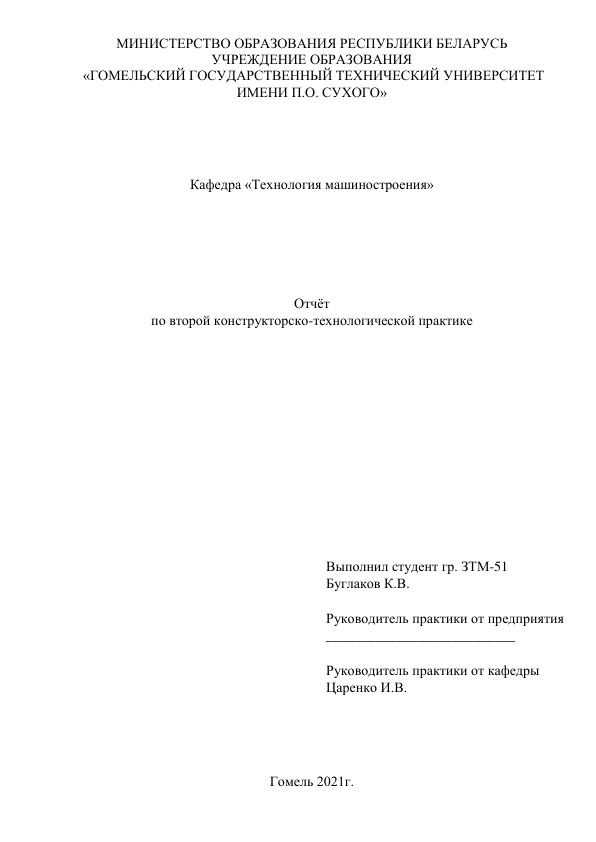 МИНИСТЕРСТВО ОБРАЗОВАНИЯ РЕСПУБЛИКИ БЕЛАРУСЬ
УЧРЕЖДЕНИЕ ОБРАЗОВАНИЯ
«ГОМЕЛЬСКИЙ ГОСУДАРСТВЕННЫЙ ТЕХНИЧЕСКИЙ УНИВЕРСИТЕТ
ИМЕНИ П.О. СУХОГО»
Кафедра «Технология машиностроения»
Отчёт
по второй конструкторско-технологической практике
Выполнил студент гр. ЗТМ-51
Буглаков К.В.
Руководитель практики от предприятия
___________________________
Руководитель практики от кафедры
Царенко И.В.
Гомель 2021г.